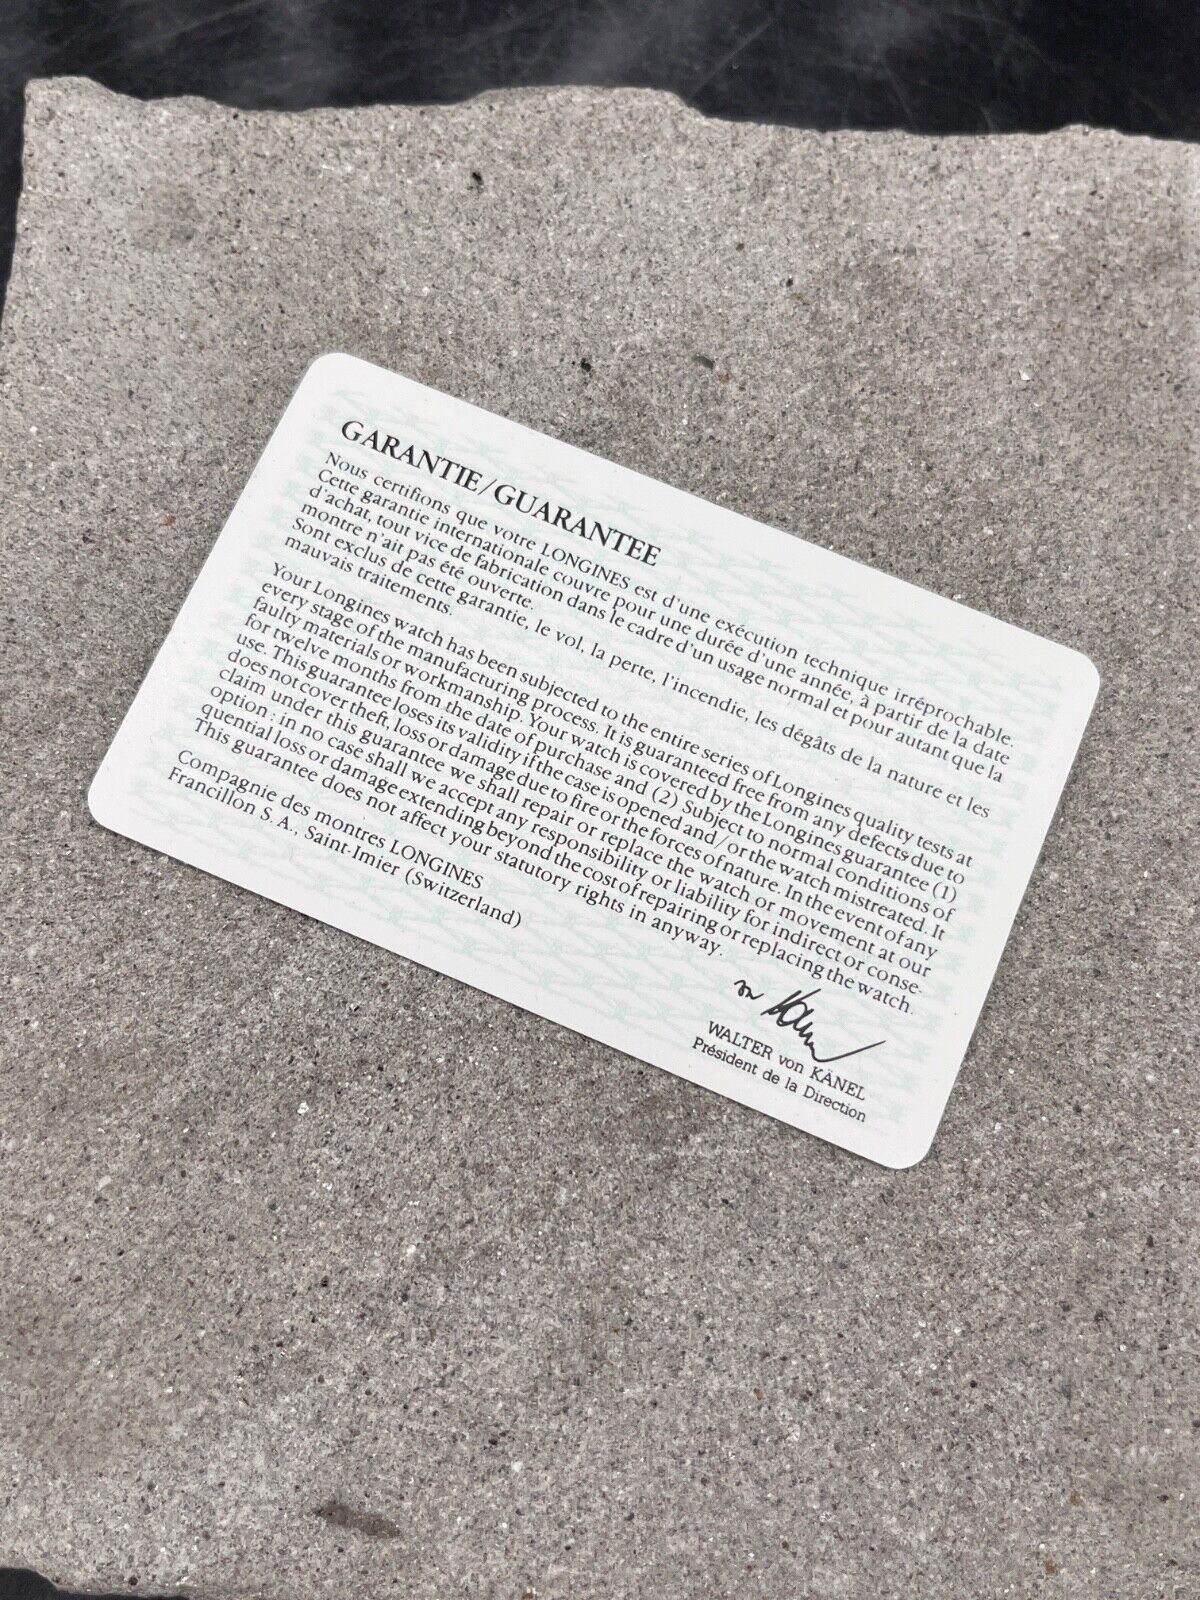 GARANTIE/GUARANTEE
Nous certifions que votre LONGINES est d'une exécution technique irréprochable.
Cette garantie internationale couvre pour une durée d'une année, à partir de la date
d'achat, tout vice de fabrication dans le cadre d'un usage normal et pour autant que la
montre n'ait pas été ouverte.
Sont exclus de cette garantie, le vol, la perte, l'incendie, les dégâts de la nature et les
mauvais traitements.
Your Longines watch has been subjected to the entire series of Longines quality tests at
every stage of the manufacturing process. It is guaranteed free from any defects due to
faulty materials or workmanship. Your watch is covered by the Longines guarantee (1)
for twelve months from the date of purchase and (2) Subject to normal conditions of
use. This guarantee loses its validity if the case is opened and/or the watch mistreated. It
does not cover theft, loss or damage due to fire or the forces of nature. In the event of any
claim under this guarantee we shall repair or replace the watch or movement at our
option : in no case shall we accept any responsibility or liability for indirect or conse-
quential loss or damage extending beyond the cost of repairing or replacing the watch.
This guarantee does not affect your statutory rights in anyway.
Compagnie des montres LONGINES
Francillon S. A., Saint-Imier (Switzerland)
von Känel
WALTER von KÄNEL
Président de la Direction